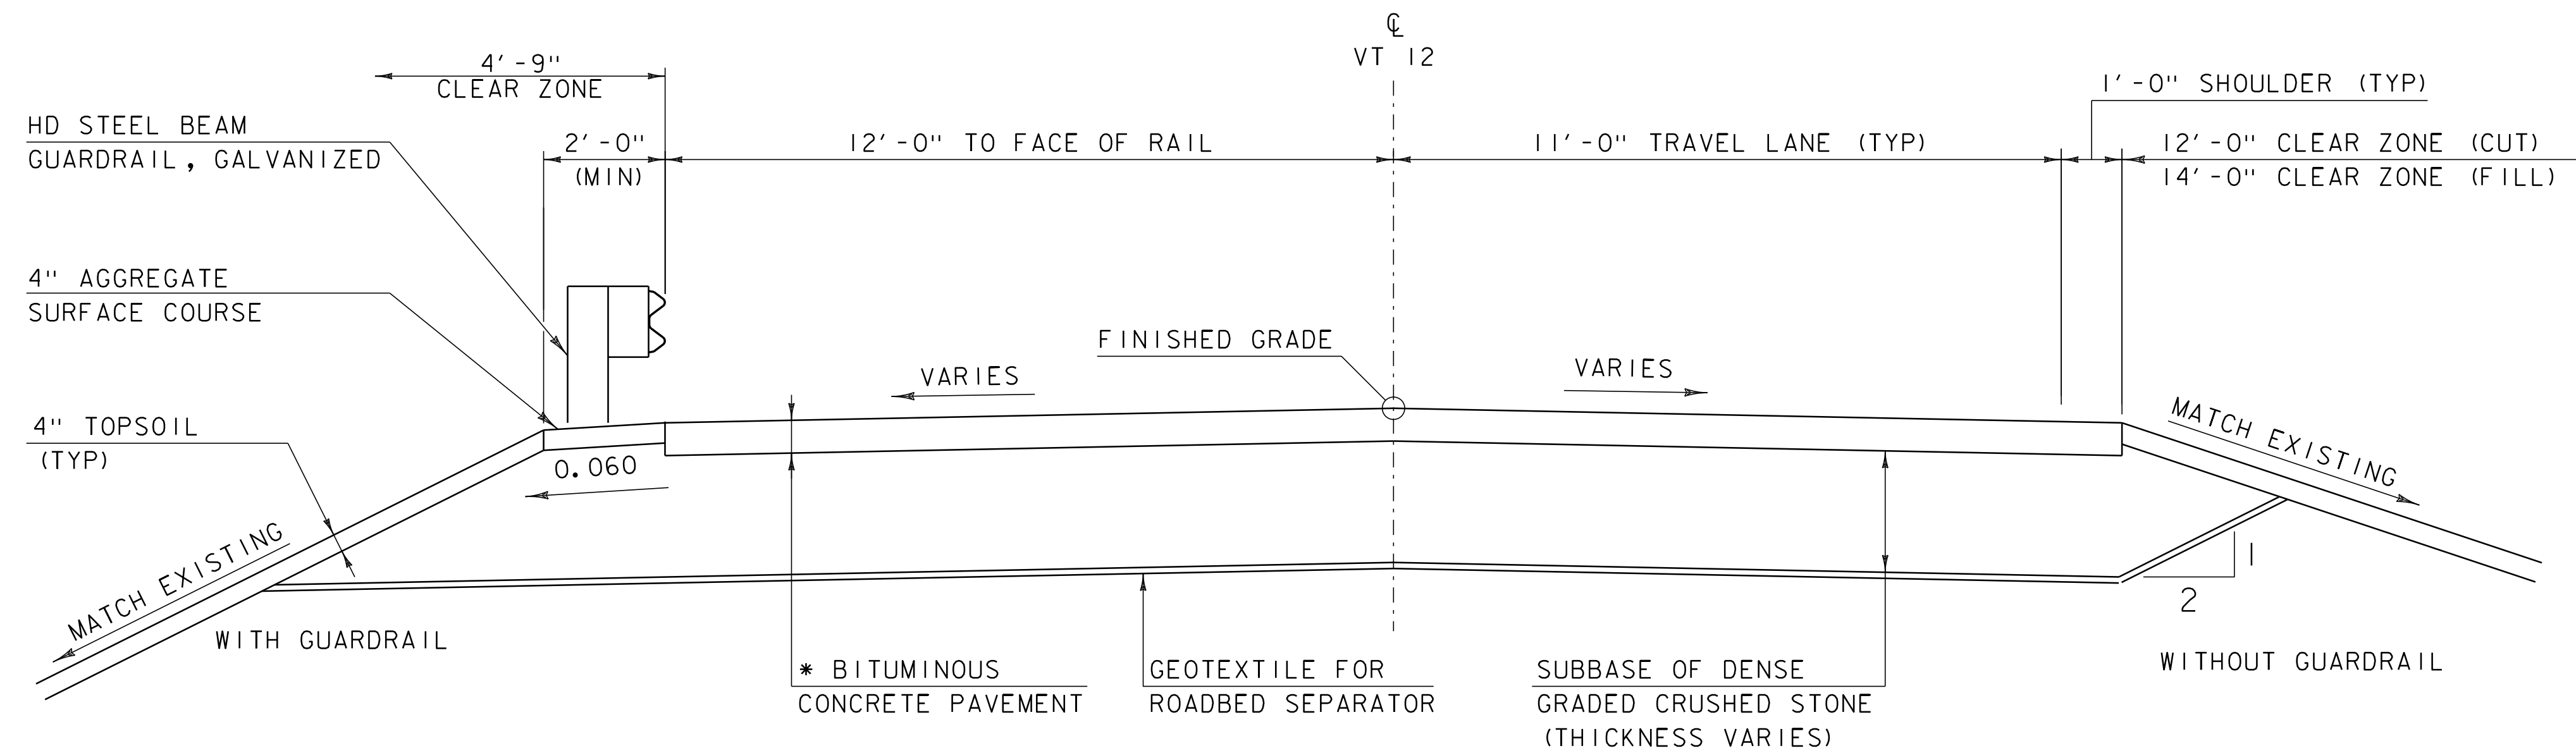 ℄
VT 12
4'-9"
CLEAR ZONE
1'-0" SHOULDER (TYP)
HD STEEL BEAM
GUARDRAIL, GALVANIZED
2'-0"
(MIN)
12'-0" TO FACE OF RAIL
11'-0" TRAVEL LANE (TYP)
12'-0" CLEAR ZONE (CUT)
14'-0" CLEAR ZONE (FILL)
4" AGGREGATE
SURFACE COURSE
FINISHED GRADE
VARIES
VARIES
4" TOPSOIL
(TYP)
0.060
MATCH EXISTING
MATCH EXISTING
1
2
WITH GUARDRAIL
WITHOUT GUARDRAIL
* BITUMINOUS
CONCRETE PAVEMENT
GEOTEXTILE FOR
ROADBED SEPARATOR
SUBBASE OF DENSE
GRADED CRUSHED STONE
(THICKNESS VARIES)